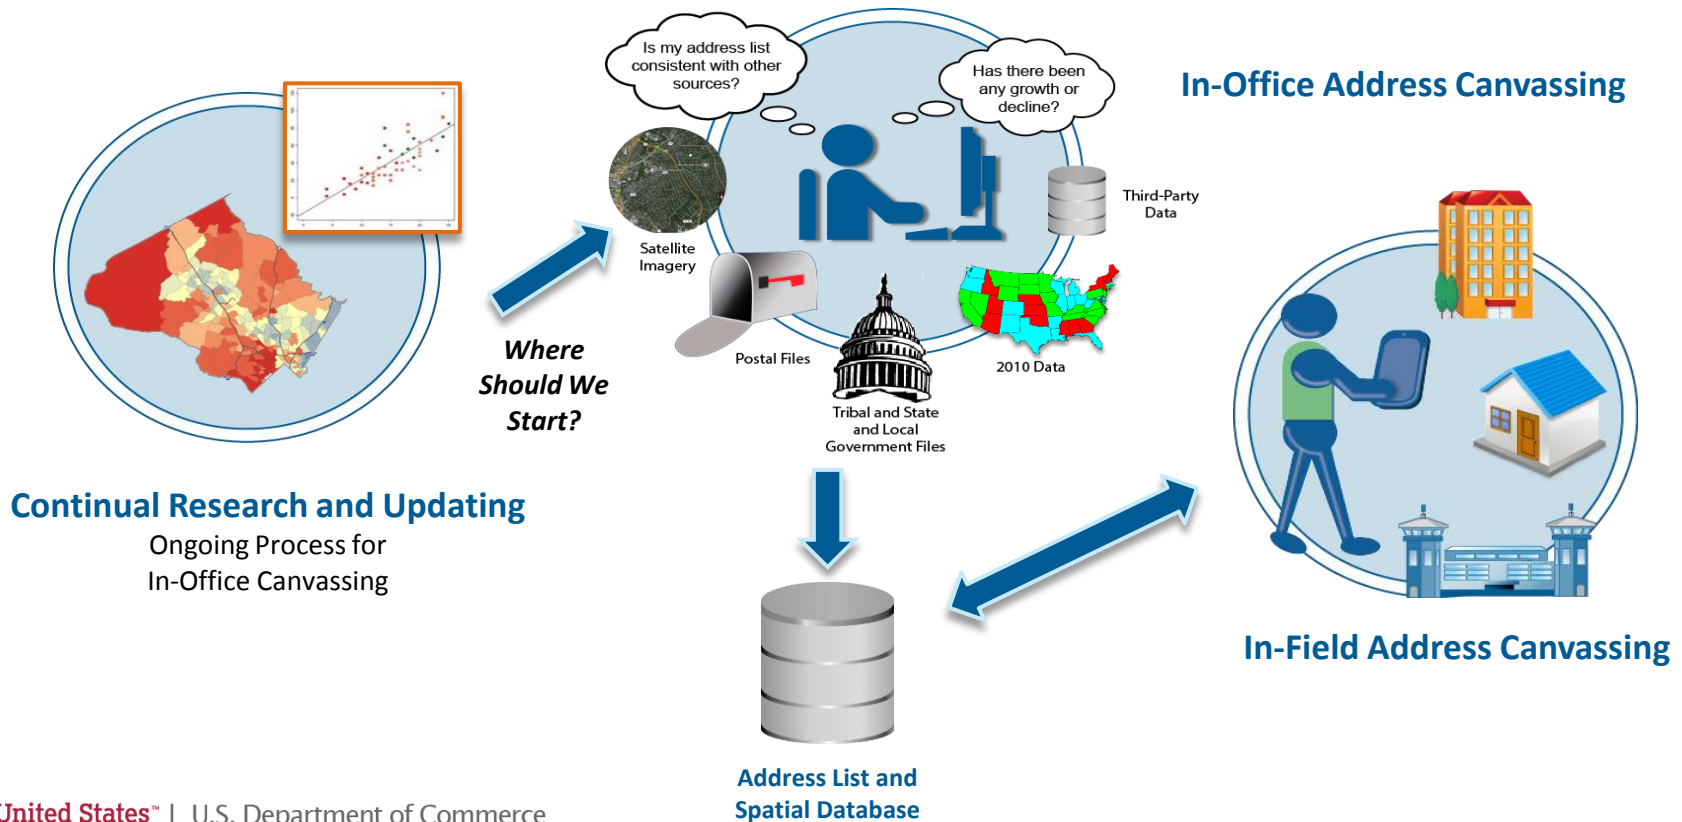 Is my address list
consistent with other
sources?
Has there been
any growth or
decline?
In-Office Address Canvassing
Third-Party
Data
Satellite
Imagery
Postal Files
2010 Data
Tribal and State
and Local
Government Files
Where
Should We
Start?
Continual Research and Updating
Ongoing Process for
In-Office Canvassing
In-Field Address Canvassing
Address List and
Spatial Database
United States™ | U.S. Department of Commerce